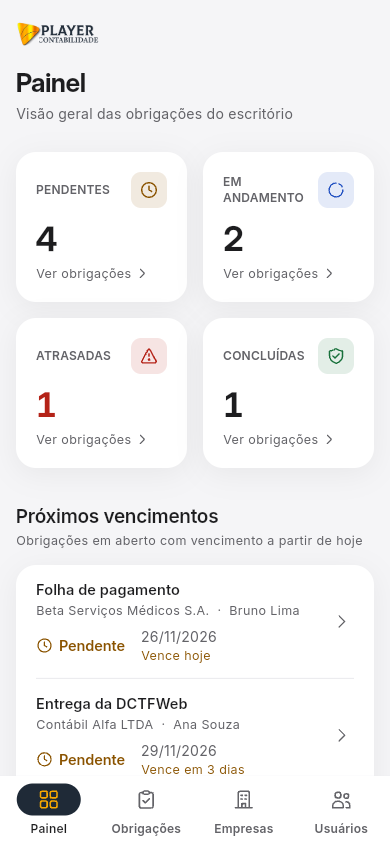 PLAYER
CONTABILIDADE
Painel
Visão geral das obrigações do escritório
PENDENTES
4
Ver obrigações
EM
ANDAMENTO
2
Ver obrigações
ATRASADAS
1
Ver obrigações
CONCLUÍDAS
1
Ver obrigações
Próximos vencimentos
Obrigações em aberto com vencimento a partir de hoje
Folha de pagamento
Beta Serviços Médicos S.A. · Bruno Lima
Pendente
26/11/2026
Vence hoje
Entrega da DCTFWeb
Contábil Alfa LTDA · Ana Souza
Pendente
29/11/2026
Vence em 3 dias
Painel
Obrigações
Empresas
Usuários